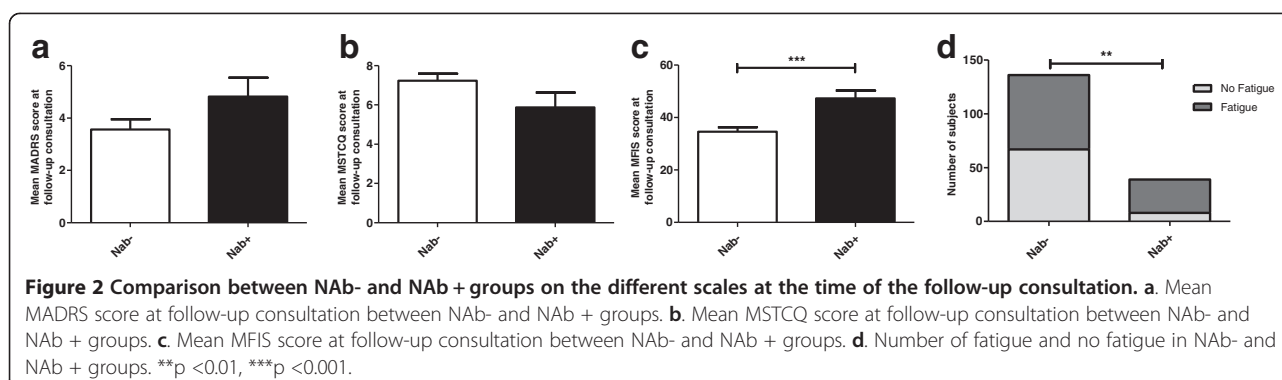 a
b
c
d
Mean MADRS score at
follow-up consultation
6
4
2
0
Nab-
Nab+
Mean MSTCQ score at
follow-up consultation
8
6
4
2
0
Nab-
Nab+
Mean MFIS score at
follow-up consultation
60
40
20
0
***
Nab-
Nab+
Number of subjects
150
100
50
0
**
Nab-
Nab+
No Fatigue
Fatigue
Figure 2 Comparison between NAb- and NAb + groups on the different scales at the time of the follow-up consultation. a. Mean
MADRS score at follow-up consultation between NAb- and NAb + groups. b. Mean MSTCQ score at follow-up consultation between NAb- and
NAb + groups. c. Mean MFIS score at follow-up consultation between NAb- and NAb + groups. d. Number of fatigue and no fatigue in NAb- and
NAb + groups. **p <0.01, ***p <0.001.